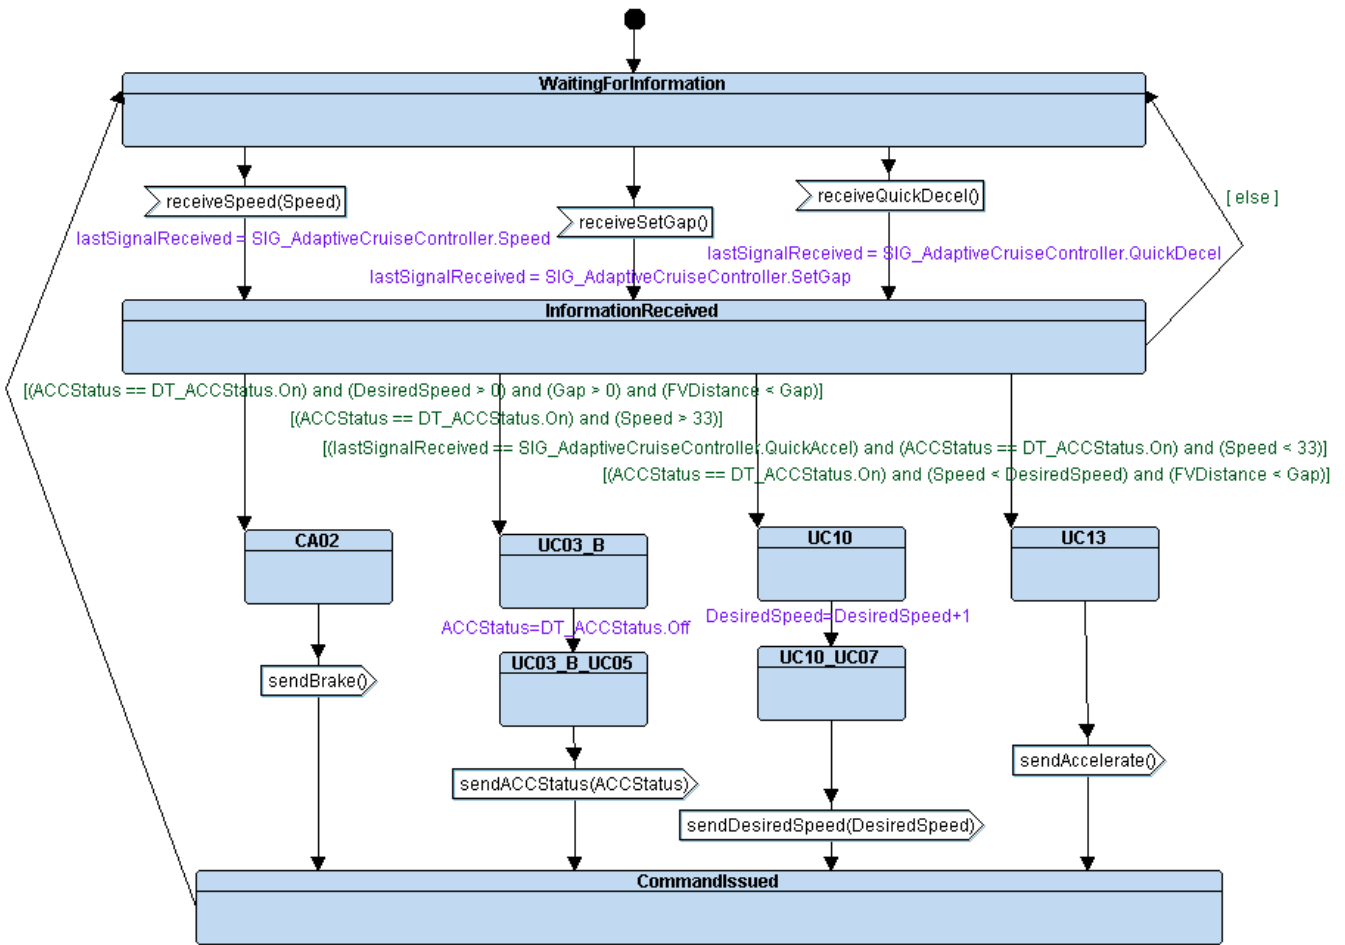 WaitingForInformation
receiveSpeed(Speed)
receiveSetGap()
receiveQuickDecel()
[ else ]
lastSignalReceived = SIG_AdaptiveCruiseController.Speed
lastSignalReceived = SIG_AdaptiveCruiseController.QuickDecel
lastSignalReceived = SIG_AdaptiveCruiseController.SetGap
InformationReceived
[(ACCStatus == DT_ACCStatus.On) and (DesiredSpeed > 0) and (Gap > 0) and (FVDistance < Gap)]
[(ACCStatus == DT_ACCStatus.On) and (Speed > 33)]
[(lastSignalReceived == SIG_AdaptiveCruiseController.QuickAccel) and (ACCStatus == DT_ACCStatus.On) and (Speed < 33)]
[(ACCStatus == DT_ACCStatus.On) and (Speed < DesiredSpeed) and (FVDistance < Gap)]
CA02
UC03_B
UC10
UC13
ACCStatus=DT_ACCStatus.Off
DesiredSpeed=DesiredSpeed+1
UC03_B_UC05
UC10_UC07
sendBrake()
sendACCStatus(ACCStatus)
sendDesiredSpeed(DesiredSpeed)
sendAccelerate()
CommandIssued